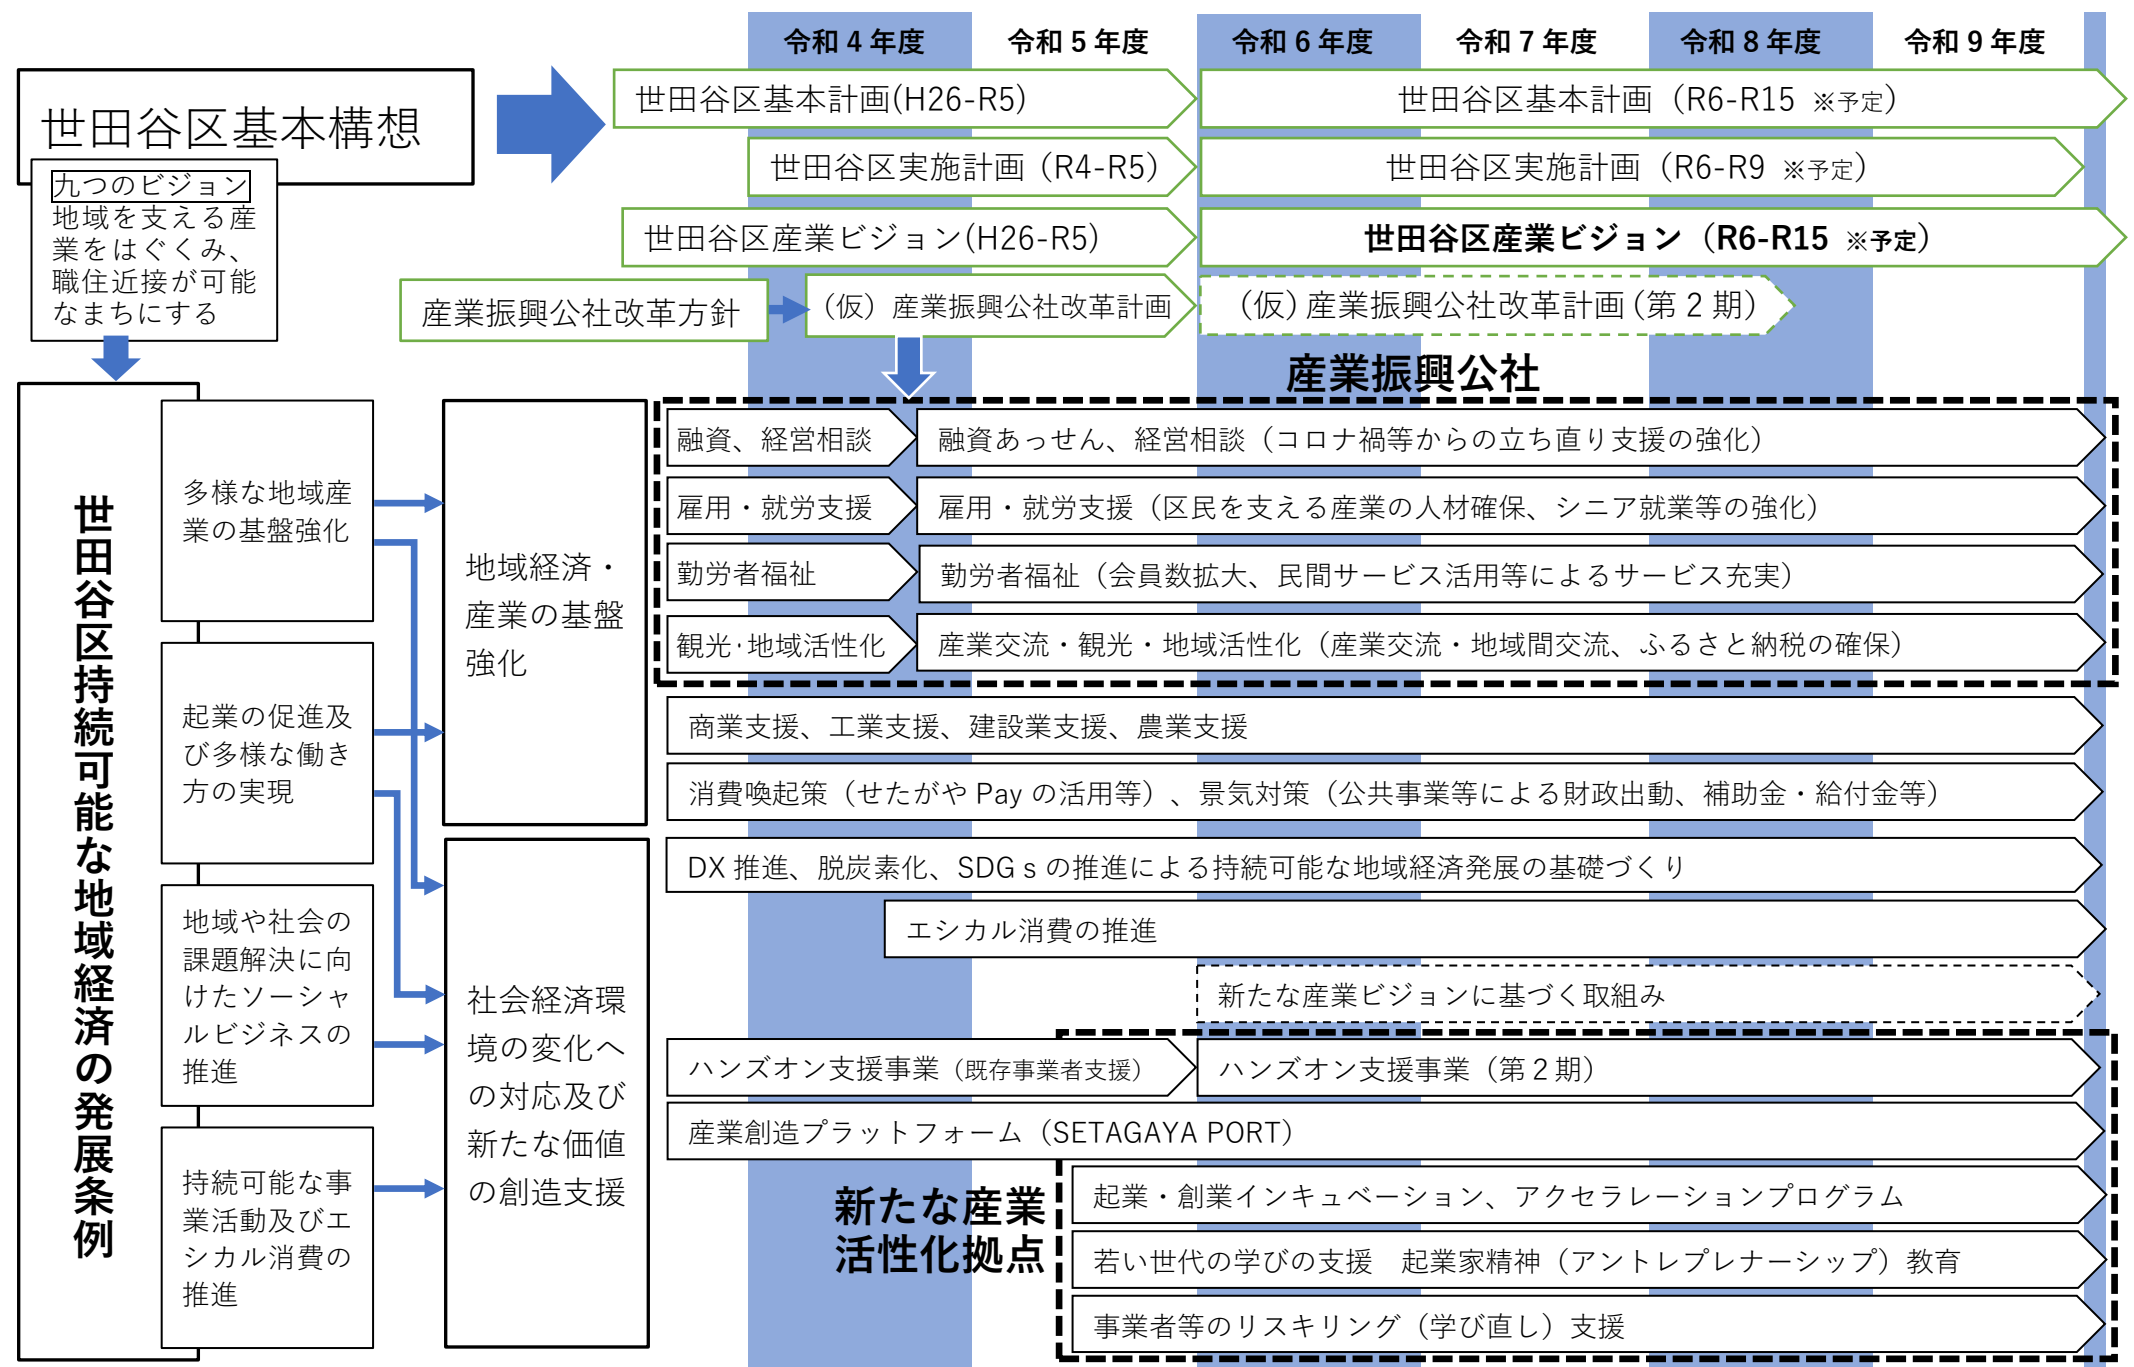 令和４年度　令和５年度　令和６年度　令和７年度　令和８年度　令和９年度
世田谷区基本構想
世田谷区基本計画(H26-R5)
世田谷区基本計画（R6-R15 ※予定）
世田谷区実施計画（R4-R5）
世田谷区実施計画（R6-R9 ※予定）
九つのビジョン
地域を支える産
業をはぐくみ、
職住近接が可能
なまちにする
世田谷区産業ビジョン(H26-R5)
世田谷区産業ビジョン（R6-R15 ※予定）
産業振興公社改革方針
（仮）産業振興公社改革計画
（仮）産業振興公社改革計画（第２期）
産業振興公社
世田谷区持続可能な地域経済の発展条例
多様な地域産
業の基盤強化
起業の促進及
び多様な働き
方の実現
地域や社会の
課題解決に向
けたソーシャ
ルビジネスの
推進
持続可能な事
業活動及びエ
シカル消費の
推進
地域経済・
産業の基盤
強化
社会経済環
境の変化へ
の対応及び
新たな価値
の創造支援
融資、経営相談
融資あっせん、経営相談（コロナ禍等からの立ち直り支援の強化）
雇用・就労支援
雇用・就労支援（区民を支える産業の人材確保、シニア就業等の強化）
勤労者福祉
勤労者福祉（会員数拡大、民間サービス活用等によるサービス充実）
観光･地域活性化
産業交流・観光・地域活性化（産業交流・地域間交流、ふるさと納税の確保）
商業支援、工業支援、建設業支援、農業支援
消費喚起策（せたがや Pay の活用等）、景気対策（公共事業等による財政出動、補助金・給付金等）
DX 推進、脱炭素化、SDGｓの推進による持続可能な地域経済発展の基礎づくり
エシカル消費の推進
新たな産業ビジョンに基づく取組み
ハンズオン支援事業（既存事業者支援）
ハンズオン支援事業（第２期）
産業創造プラットフォーム（SETAGAYA PORT）
新たな産業
活性化拠点
起業・創業インキュベーション、アクセラレーションプログラム
若い世代の学びの支援　起業家精神（アントレプレナーシップ）教育
事業者等のリスキリング（学び直し）支援